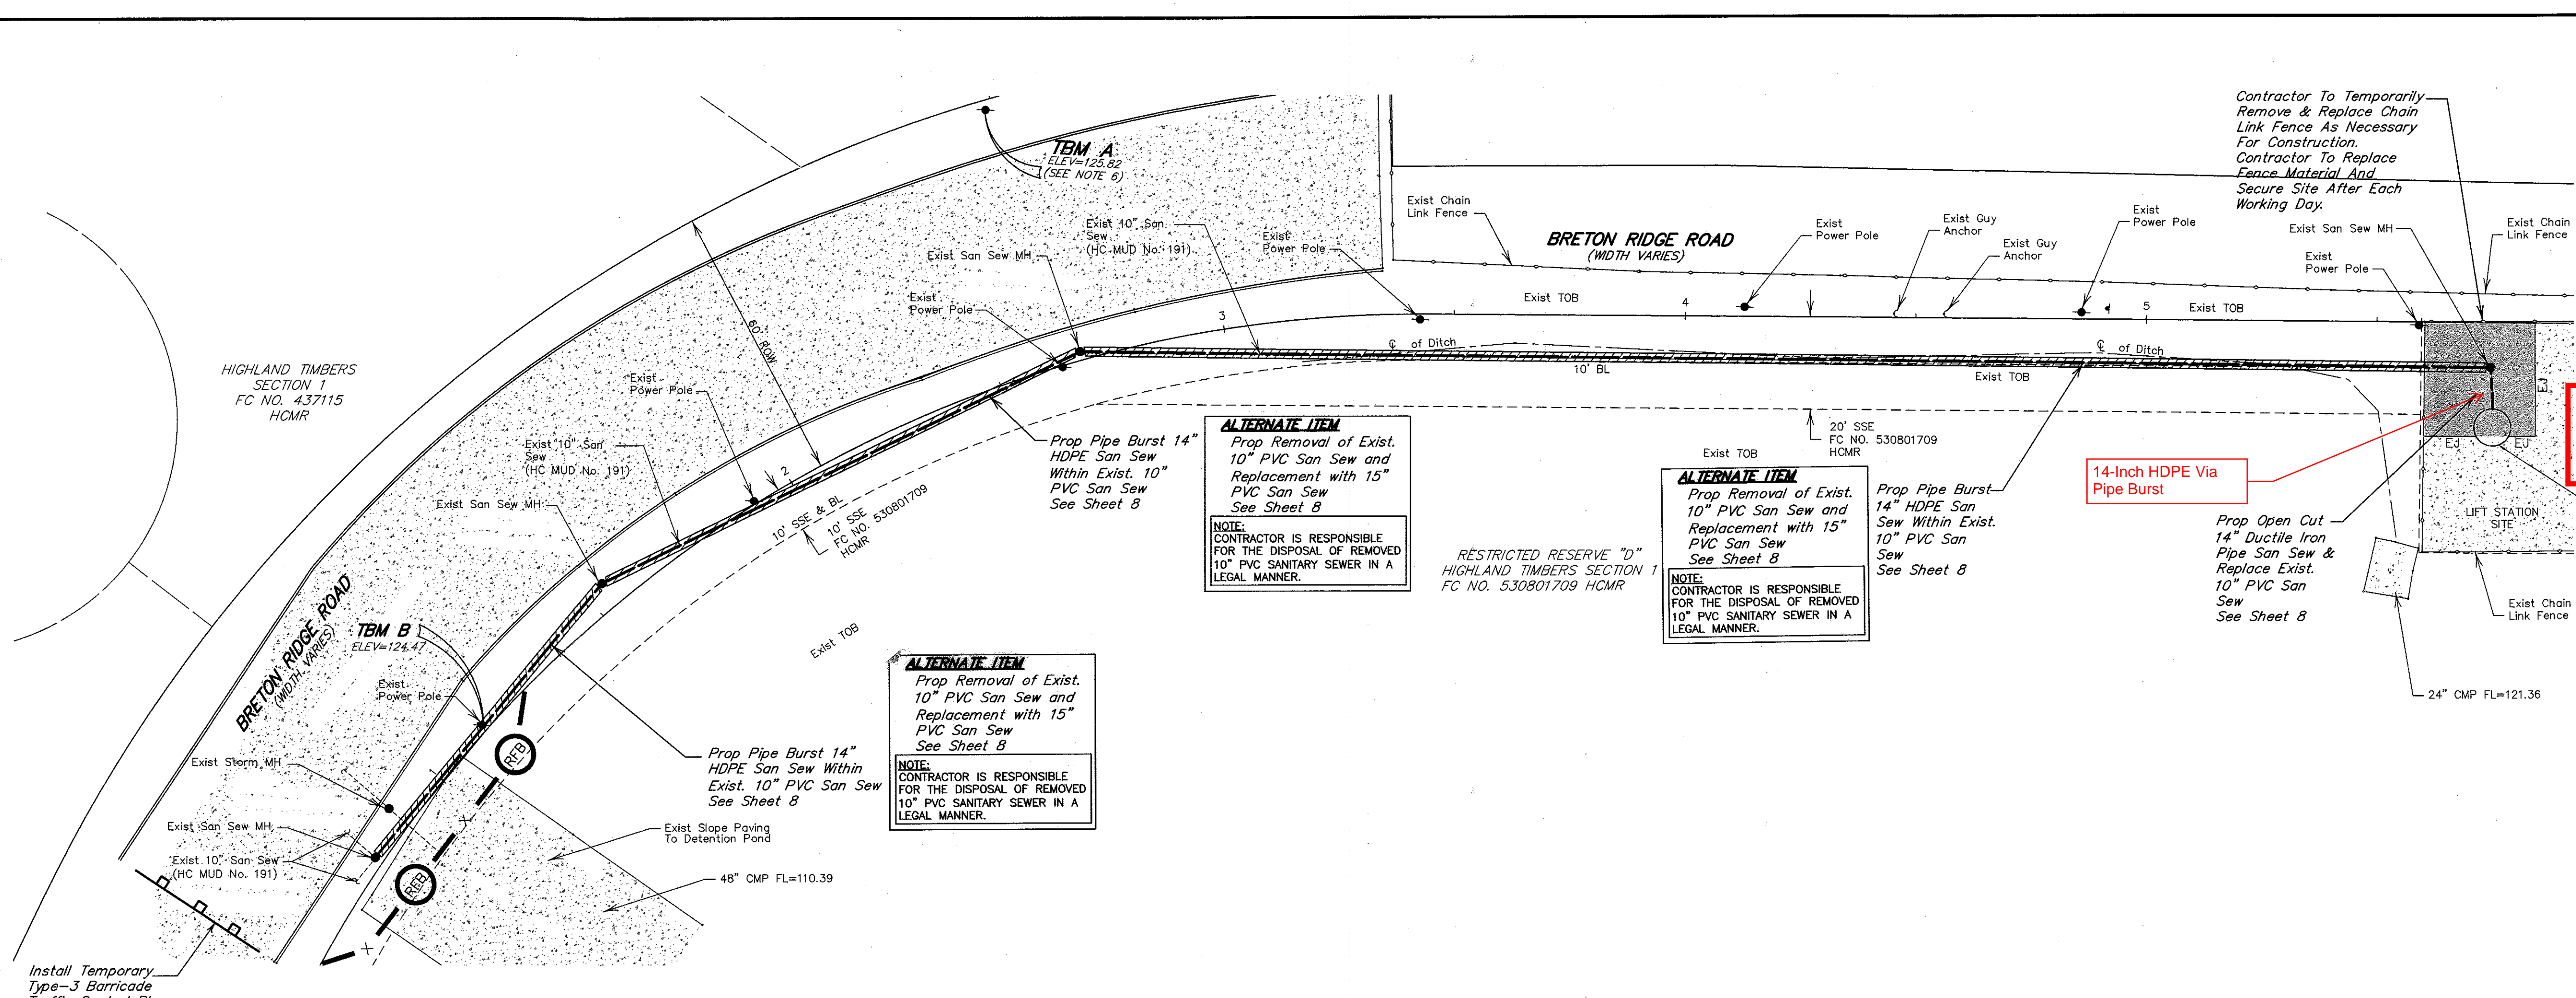 TBM A
ELEV=125.82
(SEE NOTE 6)
Contractor To Temporarily
Remove & Replace Chain
Link Fence As Necessary
For Construction.
Contractor To Replace
Fence Material And
Secure Site After Each
Working Day.
Exist Chain
Link Fence
BRETON RIDGE ROAD
(WIDTH VARIES)
Exist
Power Pole
Exist Guy
Anchor
Exist Guy
Anchor
Exist
Power Pole
Exist San Sew MH
Exist
Power Pole
Exist Chain
Link Fence
Exist 10" San
Sew
(HC MUD No. 191)
Exist
Power Pole
Exist San Sew MH
Exist
Power Pole
60' ROW
3
4
Exist TOB
4
5
Exist TOB
℄ of Ditch
℄ of Ditch
10' BL
Exist TOB
HIGHLAND TIMBERS
SECTION 1
FC NO. 437115
HCMR
Exist
Power Pole
Exist 10" San
Sew
(HC MUD No. 191)
Exist San Sew MH
2
10' SSE & BL
10' SSE
FC NO. 530801709
HCMR
Prop Pipe Burst 14"
HDPE San Sew
Within Exist. 10"
PVC San Sew
See Sheet 8
ALTERNATE ITEM
Prop Removal of Exist.
10" PVC San Sew and
Replacement with 15"
PVC San Sew
See Sheet 8
NOTE:
CONTRACTOR IS RESPONSIBLE
FOR THE DISPOSAL OF REMOVED
10" PVC SANITARY SEWER IN A
LEGAL MANNER.
20' SSE
FC NO. 530801709
HCMR
Exist TOB
RESTRICTED RESERVE "D"
HIGHLAND TIMBERS SECTION 1
FC NO. 530801709 HCMR
ALTERNATE ITEM
Prop Removal of Exist.
10" PVC San Sew and
Replacement with 15"
PVC San Sew
See Sheet 8
NOTE:
CONTRACTOR IS RESPONSIBLE
FOR THE DISPOSAL OF REMOVED
10" PVC SANITARY SEWER IN A
LEGAL MANNER.
Prop Pipe Burst
14" HDPE San
Sew Within Exist.
10" PVC San
Sew
See Sheet 8
14-Inch HDPE Via
Pipe Burst
EJ
EJ
EJ
LIFT STATION
SITE
Prop Open Cut
14" Ductile Iron
Pipe San Sew &
Replace Exist.
10" PVC San
Sew
See Sheet 8
Exist Chain
Link Fence
24" CMP FL=121.36
BRETON RIDGE ROAD
(WIDTH VARIES)
TBM B
ELEV=124.47
Exist
Power Pole
Exist TOB
ALTERNATE ITEM
Prop Removal of Exist.
10" PVC San Sew and
Replacement with 15"
PVC San Sew
See Sheet 8
NOTE:
CONTRACTOR IS RESPONSIBLE
FOR THE DISPOSAL OF REMOVED
10" PVC SANITARY SEWER IN A
LEGAL MANNER.
Prop Pipe Burst 14"
HDPE San Sew Within
Exist. 10" PVC San Sew
See Sheet 8
RFB
1
Exist Storm MH
Exist San Sew MH
Exist 10" San Sew
(HC MUD No. 191)
X
RFB
X
Exist Slope Paving
To Detention Pond
48" CMP FL=110.39
Install Temporary
Type-3 Barricade